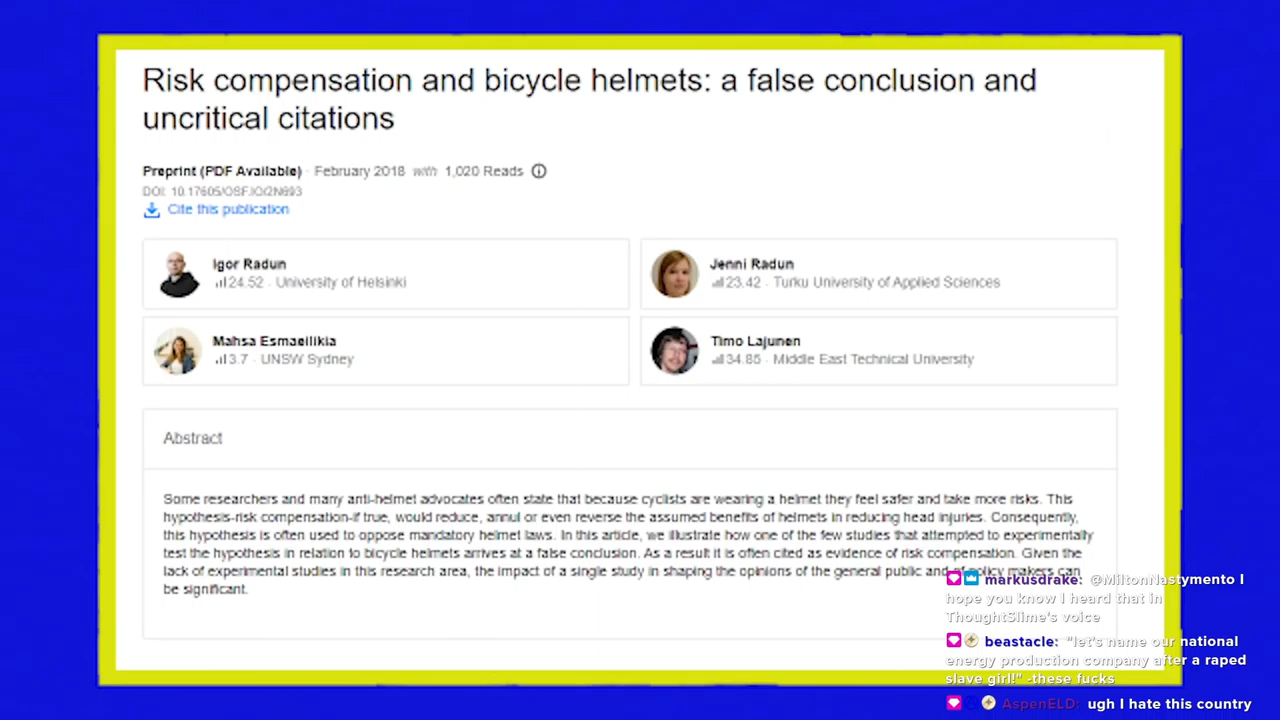 Risk compensation and bicycle helmets: a false conclusion and
uncritical citations
Preprint (PDF Available) · February 2018 with 1,020 Reads
DOI: 10.17605/OSF.IO/2N693
Cite this publication
Igor Radun
24.52 · University of Helsinki
Jenni Radun
23.42 · Turku University of Applied Sciences
Mahsa Esmaeilikia
3.7 · UNSW Sydney
Timo Lajunen
34.85 · Middle East Technical University
Abstract
Some researchers and many anti-helmet advocates often state that because cyclists are wearing a helmet they feel safer and take more risks. This
hypothesis-risk compensation-if true, would reduce, annul or even reverse the assumed benefits of helmets in reducing head injuries. Consequently,
this hypothesis is often used to oppose mandatory helmet laws. In this article, we illustrate how one of the few studies that attempted to experimentally
test the hypothesis in relation to bicycle helmets arrives at a false conclusion. As a result it is often cited as evidence of risk compensation. Given the
lack of experimental studies in this research area, the impact of a single study in shaping the opinions of the general public and of policy makers can
be significant.
markusdrake: @MiltonNastymento I
hope you know I heard that in
ThoughtSlime's voice
beastacle: "let's name our national
energy production company after a raped
slave girl!" -these fucks
AspenELD: ugh I hate this country